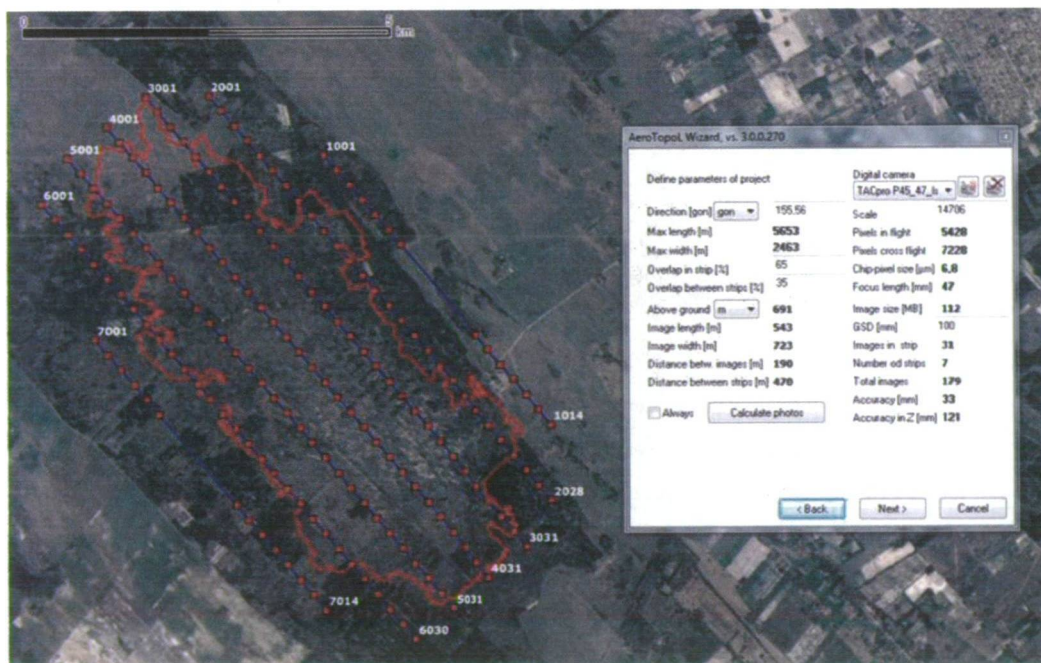 0 5
km
3001 2001
4001
1001
5001
6001
7001
1014
2028
3031
4031
5031
7014
6030
AeroTopoL Wizard, vs. 3.0.0.270
Define parameters of project
Direction [gon] gon 155.56
Max length [m] 5653
Max width [m] 2463
Overlap in strip [%] 65
Overlap between strips [%] 35
Above ground m 691
Image length [m] 543
Image width [m] 723
Distance betw. images [m] 190
Distance between strips [m] 470
Always Calculate photos
Digital camera
TACpro P45_47_
Scale 14706
Pixels in flight 5428
Pixels cross flight 7228
Chip-pixel size [µm] 6,8
Focus length [mm] 47
Image size [MB] 112
GSD [mm] 100
Images in strip 31
Number od strips 7
Total images 179
Accuracy [mm] 33
Accuracy in Z [mm] 121
< Back Next > Cancel